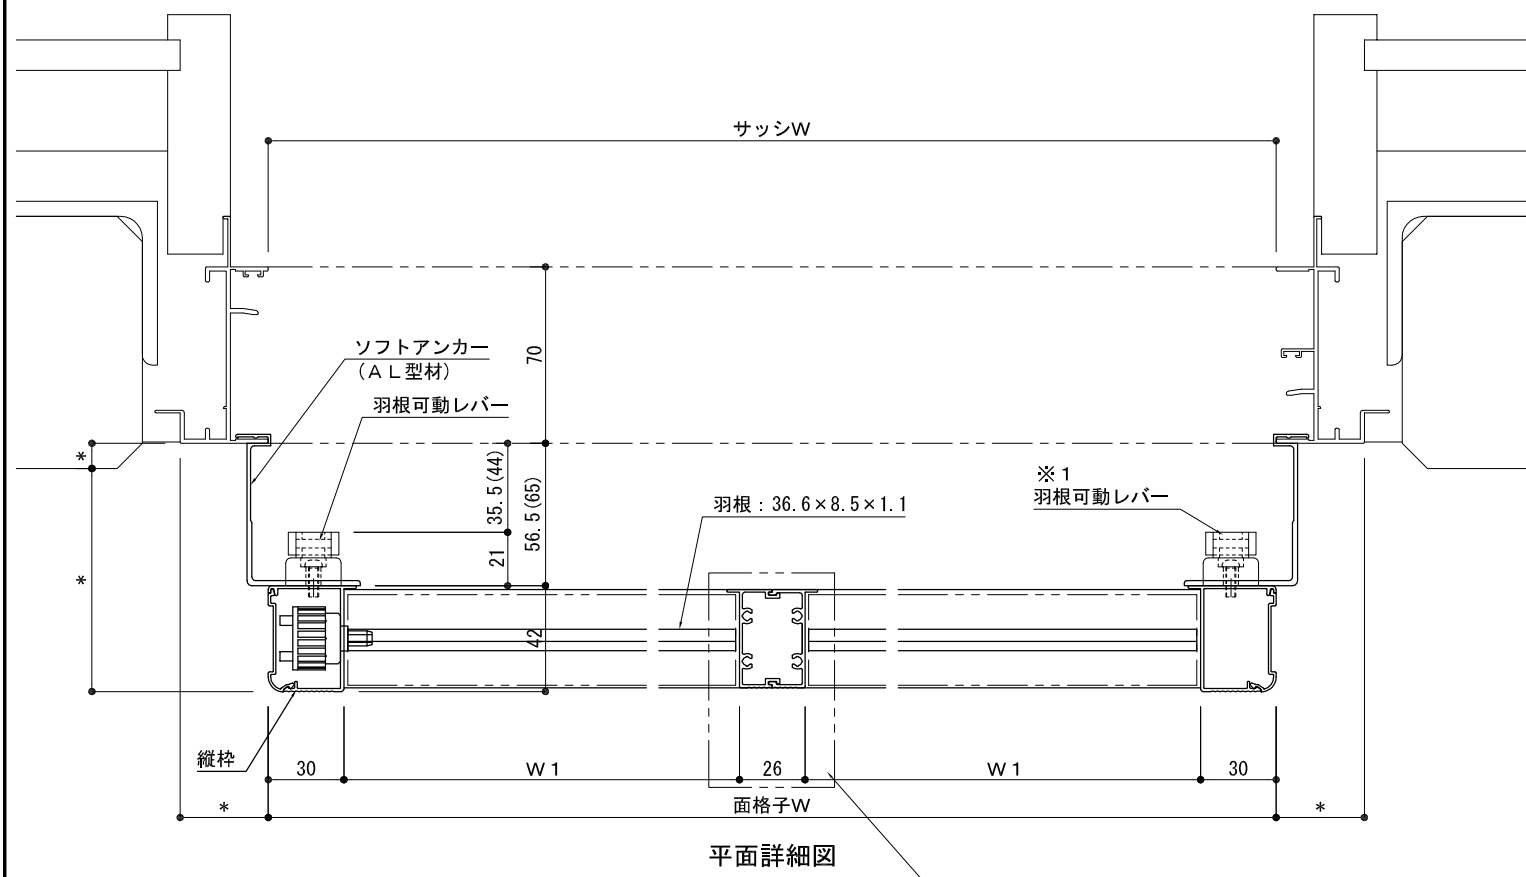 サッシW
ソフトアンカー
(AL型材)
70
羽根可動レバー
*
35.5(44)
56.5(65)
※1
羽根可動レバー
羽根：36.6×8.5×1.1
21
*
42
縦枠
30
W1
26
W1
30
*
面格子W
*
平面詳細図